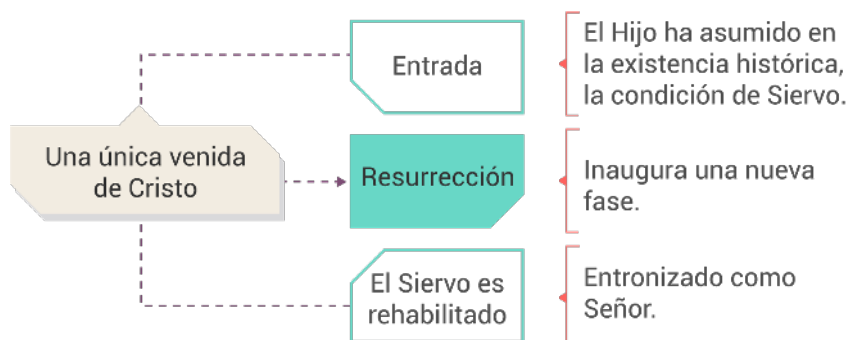 Una única venida
de Cristo
Entrada
El Hijo ha asumido en
la existencia histórica,
la condición de Siervo.
Resurrección
Inaugura una nueva
fase.
El Siervo es
rehabilitado
Entronizado como
Señor.